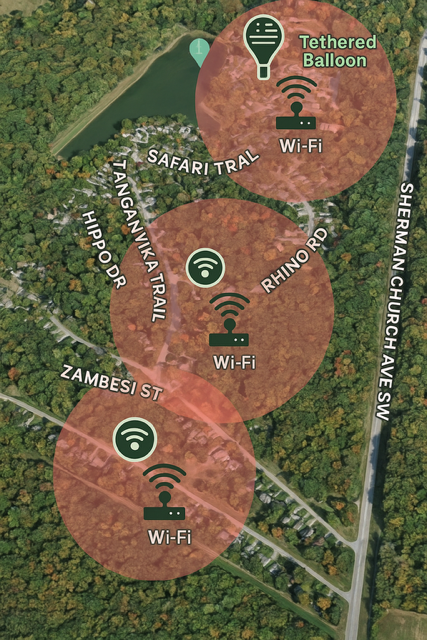 Tethered
Balloon
Wi-Fi
SAFARI TRAL
TANGANVIKA TRAIL
HIPPO DR
RHINO RD
SHERMAN CHURCH AVE SW
Wi-Fi
ZAMBESI ST
Wi-Fi